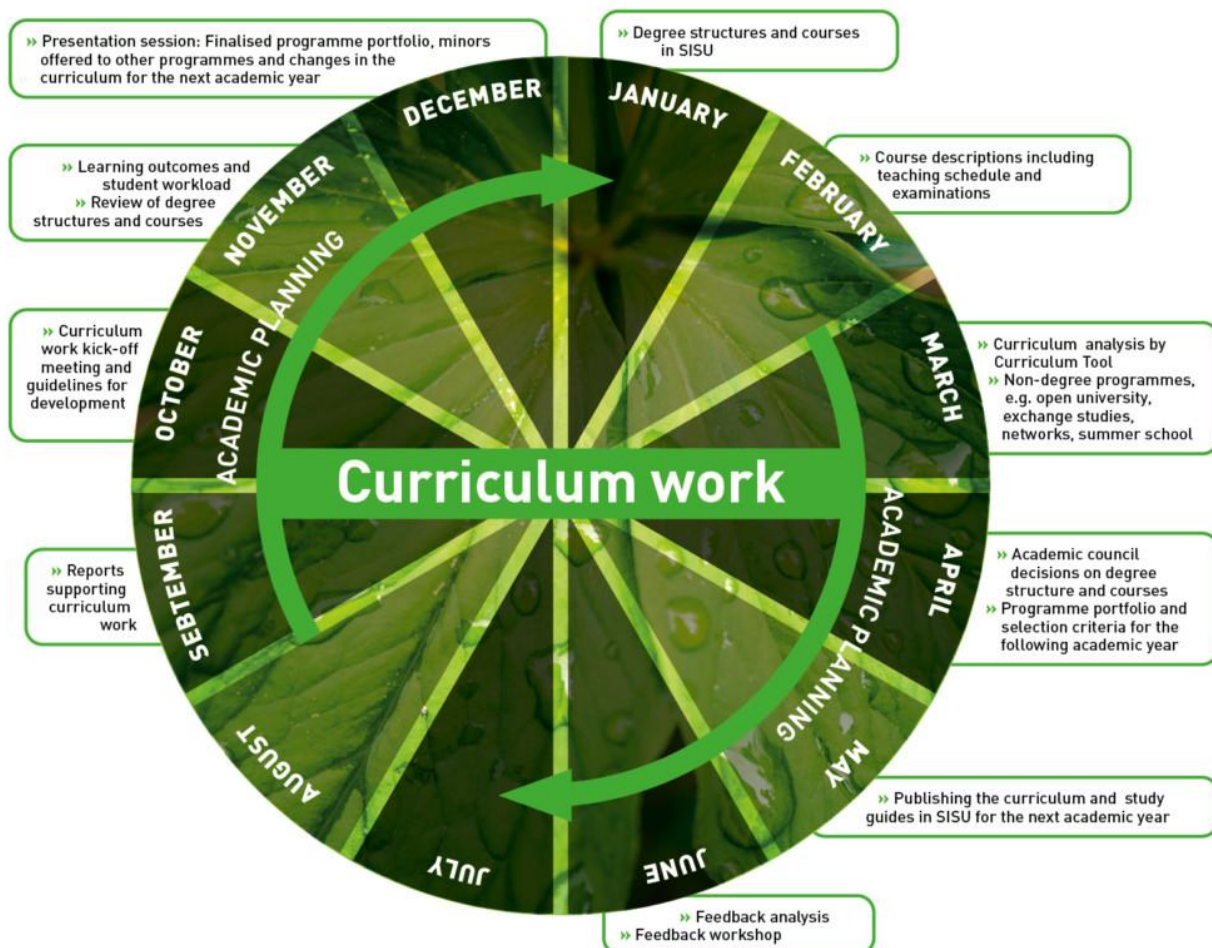 » Presentation session: Finalised programme portfolio, minors
offered to other programmes and changes in the
curriculum for the next academic year
» Degree structures and courses
in SISU
DECEMBER
JANUARY
» Learning outcomes and
student workload
» Review of degree
structures and courses
NOVEMBER
FEBRUARY
» Course descriptions including
teaching schedule and
examinations
ACADEMIC PLANNING
» Curriculum
work kick-off
meeting and
guidelines for
development
OCTOBER
MARCH
» Curriculum analysis by
Curriculum Tool
» Non-degree programmes,
e.g. open university,
exchange studies,
networks, summer school
Curriculum work
» Reports
supporting
curriculum
work
SEBTEMBER
ACADEMIC PLANNING
APRIL
» Academic council
decisions on degree
structure and courses
» Programme portfolio and
selection criteria for the
following academic year
AUGUST
MAY
» Publishing the curriculum and study
guides in SISU for the next academic year
JULY
JUNE
» Feedback analysis
» Feedback workshop